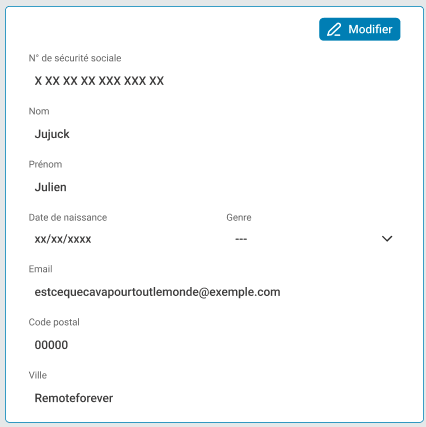 Modifier
N° de sécurité sociale
X XX XX XX XXX XXX XX
Nom
Jujuck
Prénom
Julien
Date de naissance Genre
xx/xx/xxxx ---
Email
estcequecavapourtoutlemonde@exemple.com
Code postal
00000
Ville
Remoteforever